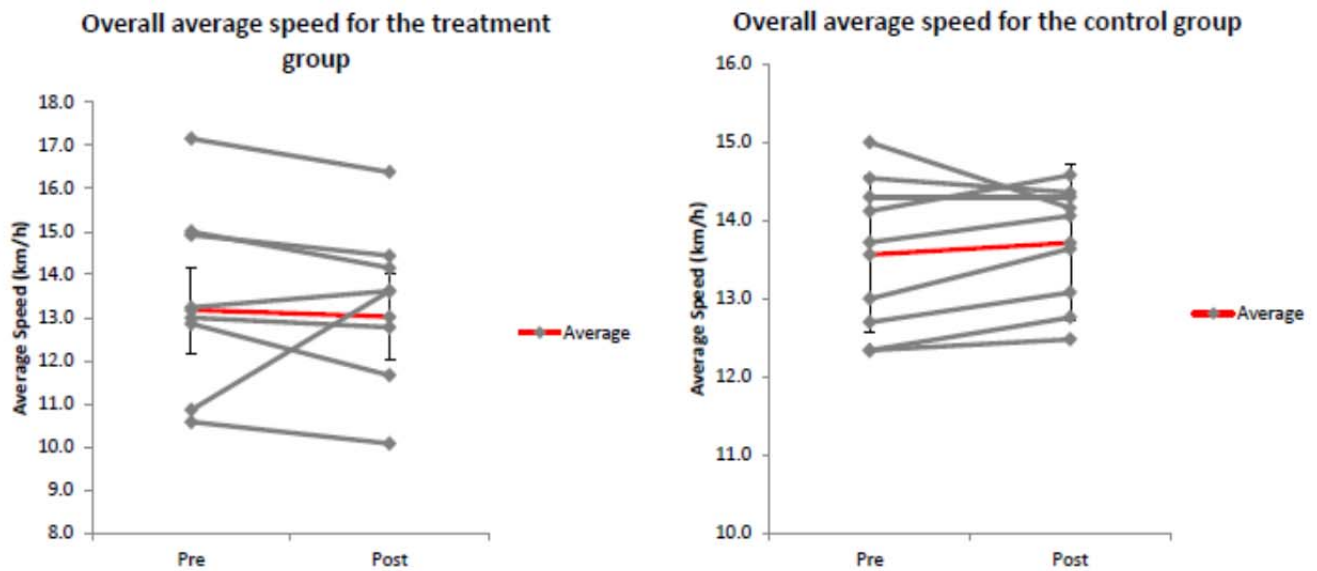 Overall average speed for the treatment
group
18.0
17.0
16.0
15.0
14.0
13.0
12.0
11.0
10.0
9.0
8.0
Average Speed (km/h)
Pre
Post
Average
Overall average speed for the control group
16.0
15.0
14.0
13.0
12.0
11.0
10.0
Average Speed (km/h)
Pre
Post
Average